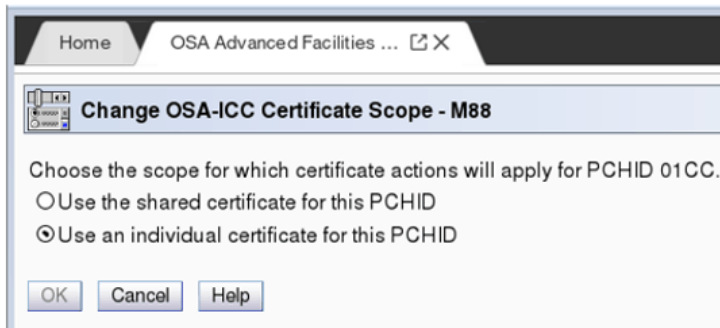 Home OSA Advanced Facilities ...
Change OSA-ICC Certificate Scope - M88
Choose the scope for which certificate actions will apply for PCHID 01CC.
Use the shared certificate for this PCHID
Use an individual certificate for this PCHID
OK Cancel Help